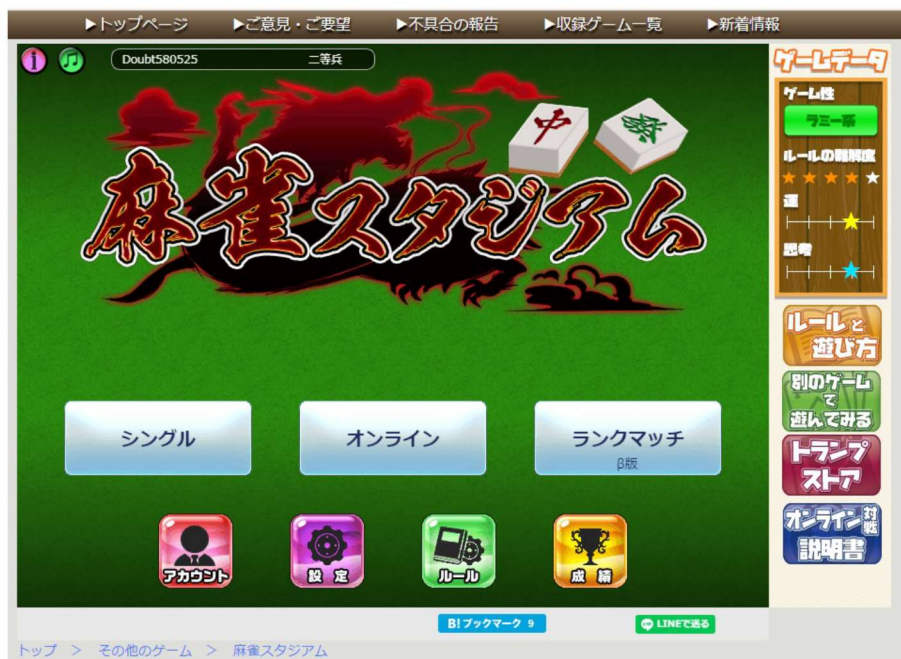 ▶トップページ ▶ご意見・ご要望 ▶不具合の報告 ▶収録ゲーム一覧 ▶新着情報
Doubt580525 二等兵
中 發
麻雀スタジアム
シングル オンライン ランクマッチ
β版
アカウント 設定 ルール 成績
ゲームデータ
ゲーム性
ラミー系
ルールの難解度
運
思考
ルールと
遊び方
別のゲーム
で
遊んでみる
トランプ
ストア
オンライン対戦
説明書
B! ブックマーク 9 LINEで送る
トップ > その他のゲーム > 麻雀スタジアム